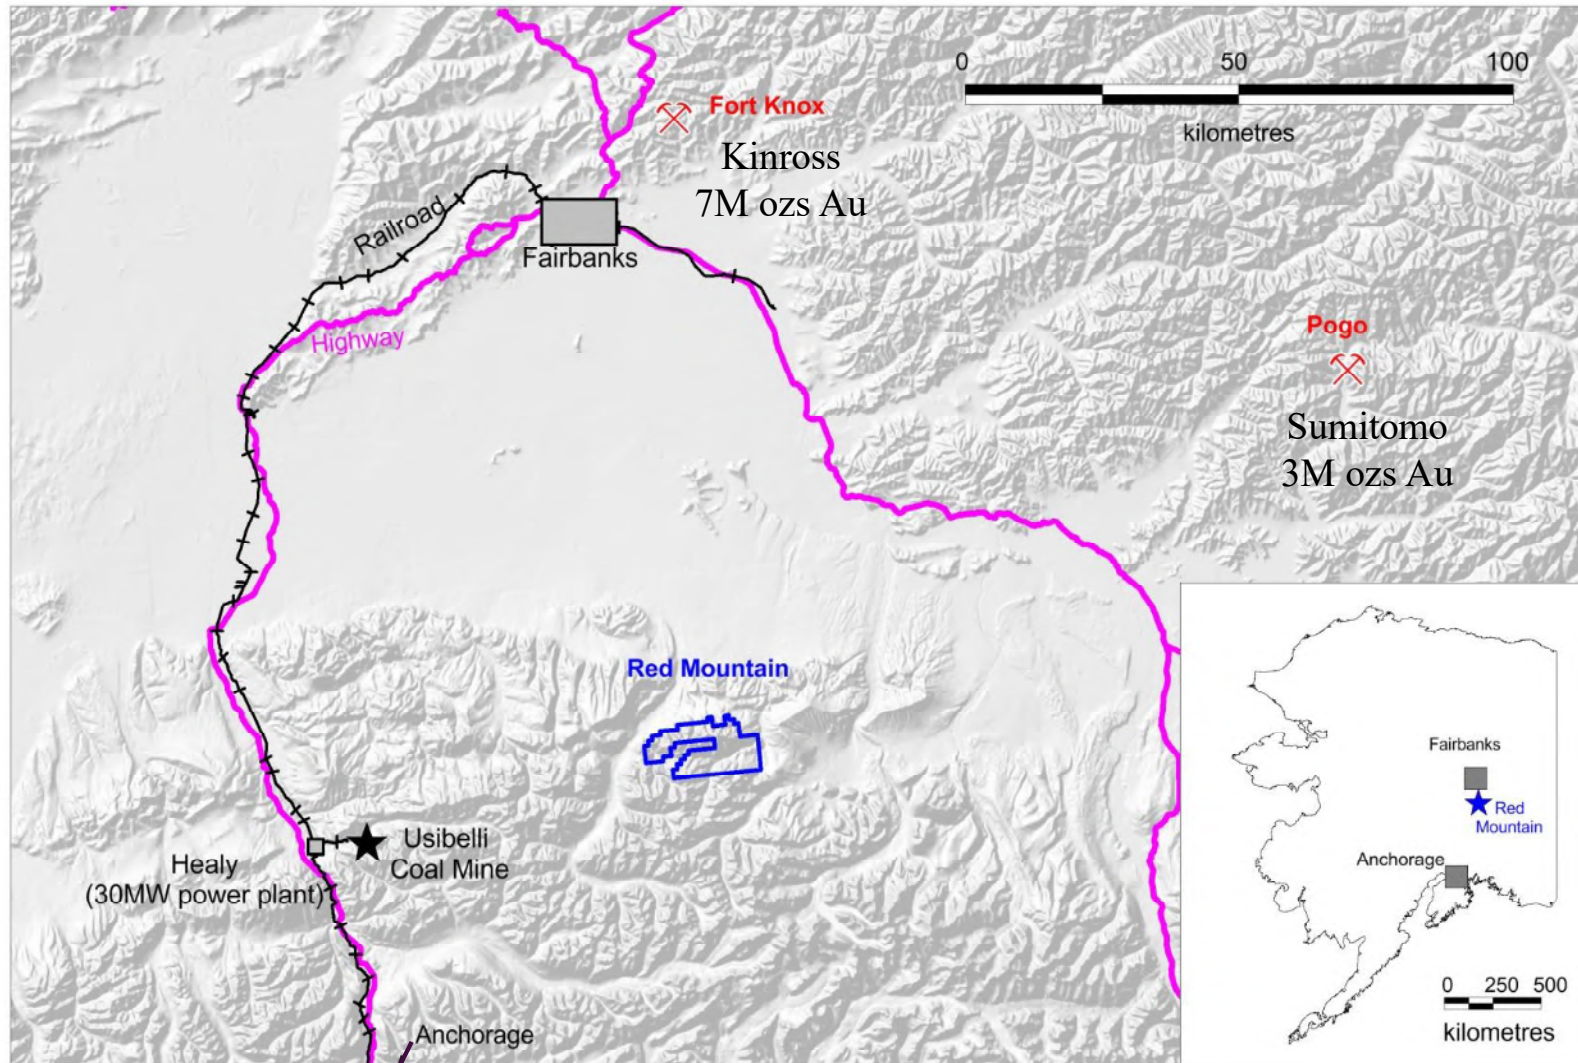 0 50 100
kilometres
Fort Knox
Kinross
7M ozs Au
Railroad
Fairbanks
Highway
Pogo
Sumitomo
3M ozs Au
Red Mountain
Usibelli
Coal Mine
Healy
(30MW power plant)
Anchorage
Fairbanks
Red
Mountain
Anchorage
0 250 500
kilometres